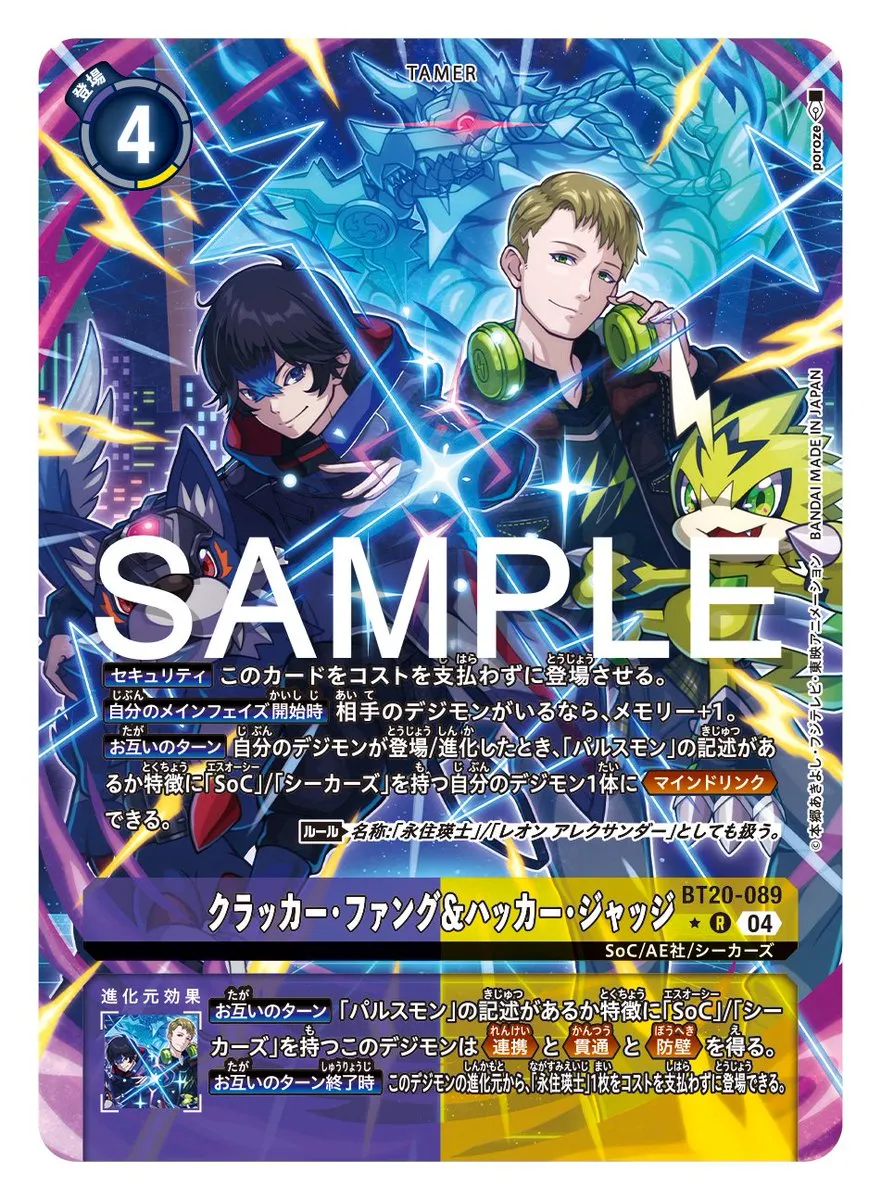 TAMER
登場
4
poroze
SAMPLE
BANDAI MADE IN JAPAN
©本郷あきよし・フジテレビ・東映アニメーション
セキュリティ このカードをコストを支払わずに登場させる。
自分のメインフェイズ開始時 相手のデジモンがいるなら、メモリー+1。
お互いのターン 自分のデジモンが登場/進化したとき、「パルスモン」の記述があ
るか特徴に「SoC」/「シーカーズ」を持つ自分のデジモン1体に マインドリンク
できる。
ルール 名称:「永住瑛士」/「レオン アレクサンダー」としても扱う。
クラッカー・ファング&ハッカー・ジャッジ
BT20-089
★ R 04
SoC/AE社/シーカーズ
進化元効果
お互いのターン 「パルスモン」の記述があるか特徴に「SoC」/「シー
カーズ」を持つこのデジモンは 連携 と 貫通 と 防壁 を得る。
お互いのターン終了時 このデジモンの進化元から、「永住瑛士」1枚をコストを支払わずに登場できる。